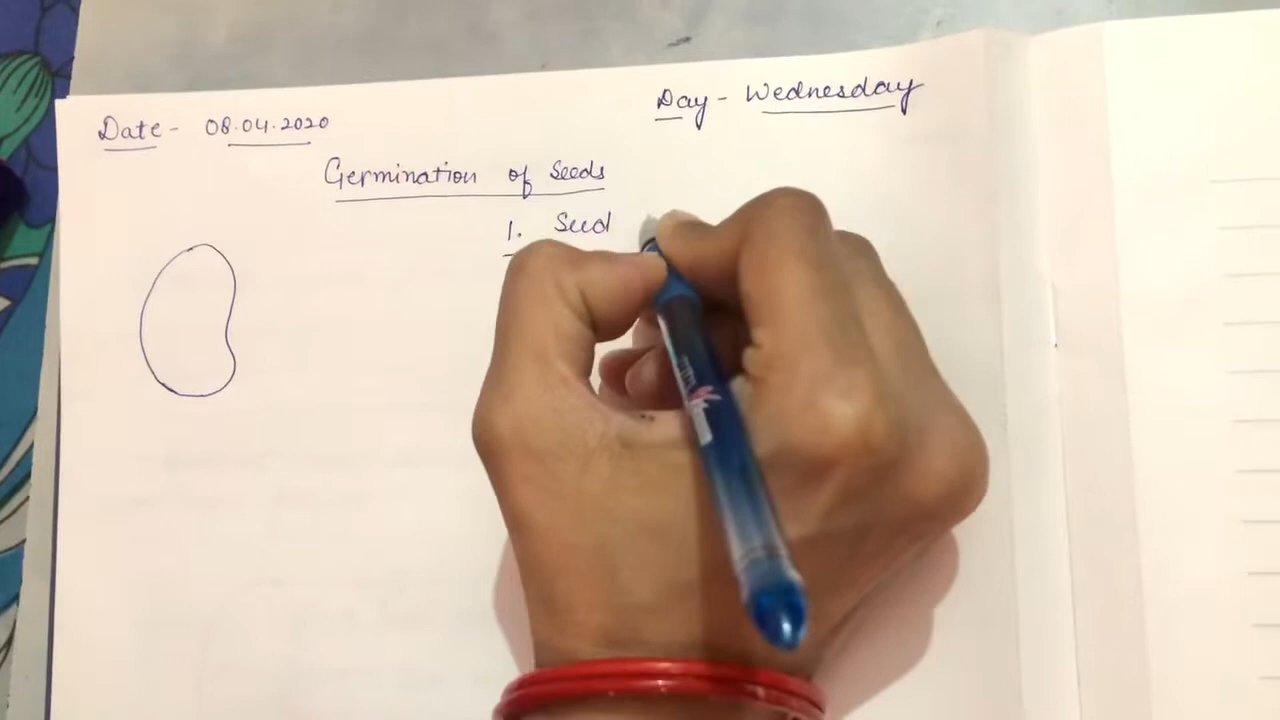 Date - 08.04.2020
Day - Wednesday
Germination of Seeds
1. Seed